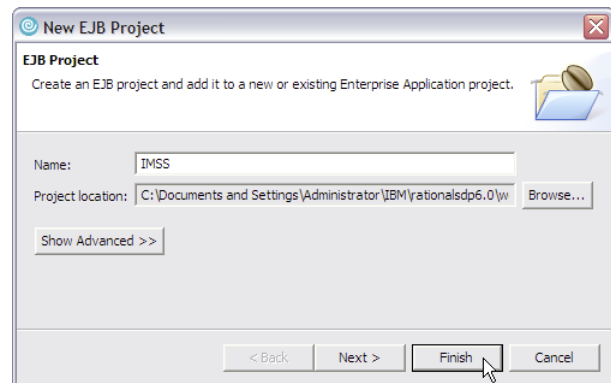 New EJB Project
EJB Project
Create an EJB project and add it to a new or existing Enterprise Application project.
Name: IMSS
Project location: C:\Documents and Settings\Administrator\IBM\rationalsdp6.0\w Browse...
Show Advanced >>
< Back Next > Finish Cancel